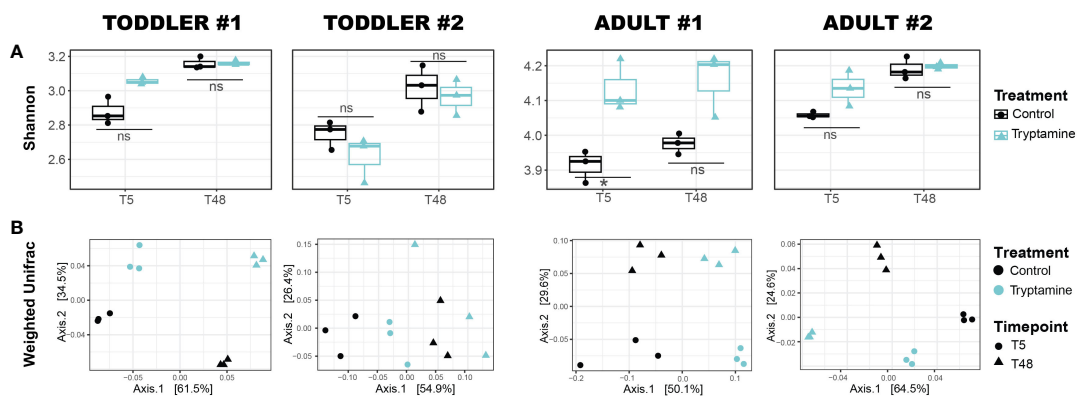 TODDLER #1 TODDLER #2 ADULT #1 ADULT #2
A
Shannon
3.2
3.0
2.8
2.6
ns
ns
T5 T48
ns
ns
T5 T48
4.2
4.1
4.0
3.9
*
ns
T5 T48
ns
ns
T5 T48
Treatment
Control
Tryptamine
B
Weighted Unifrac
Axis.2 [34.5%]
0.04
0.00
−0.04
−0.05 0.00 0.05
Axis.1 [61.5%]
Axis.2 [26.4%]
0.15
0.10
0.05
0.00
−0.05
−0.10 −0.05 0.00 0.05 0.10
Axis.1 [54.9%]
Axis.2 [29.6%]
0.10
0.05
0.00
−0.05
−0.2 −0.1 0.0 0.1
Axis.1 [50.1%]
Axis.2 [24.6%]
0.06
0.04
0.02
0.00
−0.02
−0.04 0.00 0.04
Axis.1 [64.5%]
Treatment
Control
Tryptamine
Timepoint
T5
T48